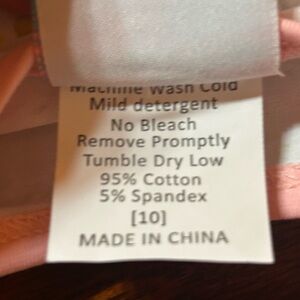 Machine Wash Cold
Mild detergent
No Bleach
Remove Promptly
Tumble Dry Low
95% Cotton
5% Spandex
[10]
MADE IN CHINA